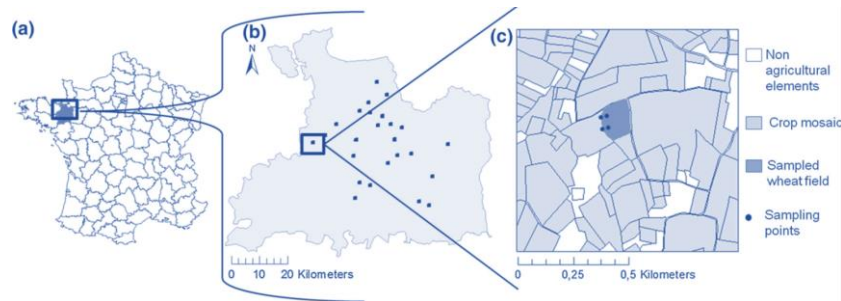 (a)
(b)
N
0 10 20 Kilometers
(c)
0 0,25 0,5 Kilometers
Non
agricultural
elements
Crop mosaic
Sampled
wheat field
Sampling
points